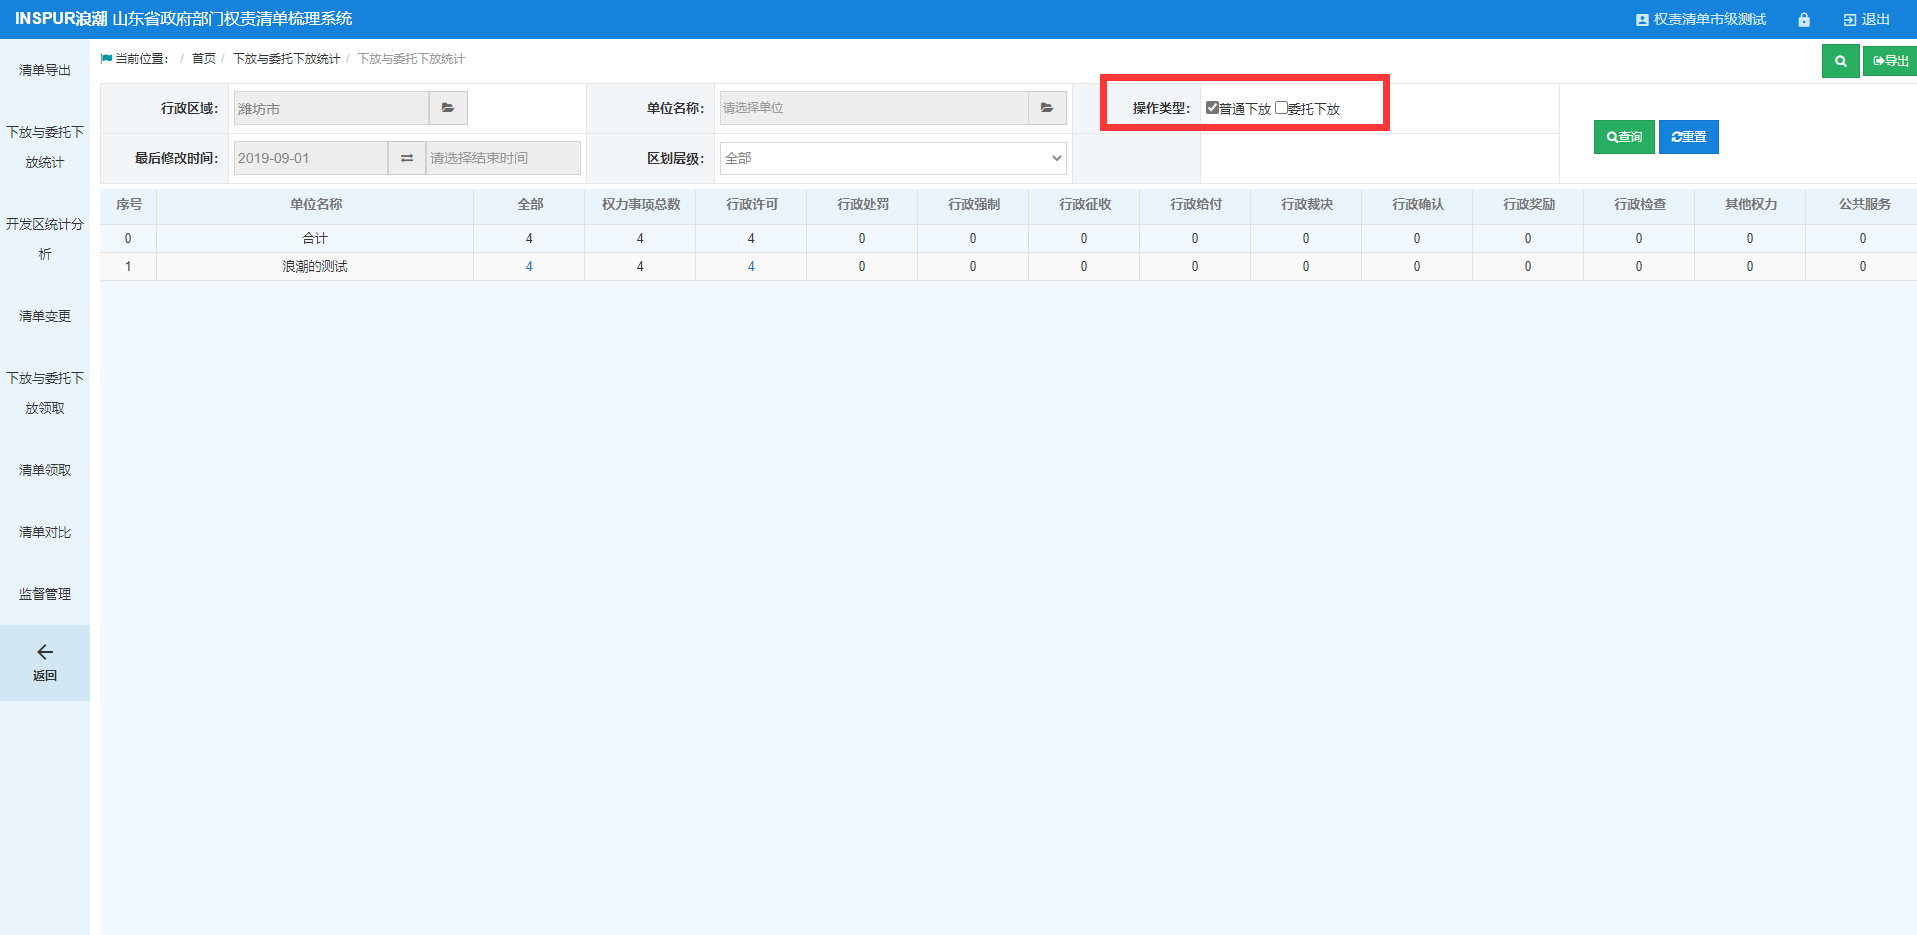 INSPUR浪潮 山东省政府部门权责清单梳理系统
权责清单市级测试 退出
清单导出
下放与委托下
放统计
开发区统计分
析
清单变更
下放与委托下
放领取
清单领取
清单对比
监督管理
返回
当前位置： / 首页 / 下放与委托下放统计 / 下放与委托下放统计
导出
行政区域： 潍坊市 单位名称： 请选择单位 操作类型： 普通下放 委托下放
最后修改时间： 2019-09-01 请选择结束时间 区划层级： 全部
查询 重置
序号 单位名称 全部 权力事项总数 行政许可 行政处罚 行政强制 行政征收 行政给付 行政裁决 行政确认 行政奖励 行政检查 其他权力 公共服务
0 合计 4 4 4 0 0 0 0 0 0 0 0 0 0
1 浪潮的测试 4 4 4 0 0 0 0 0 0 0 0 0 0